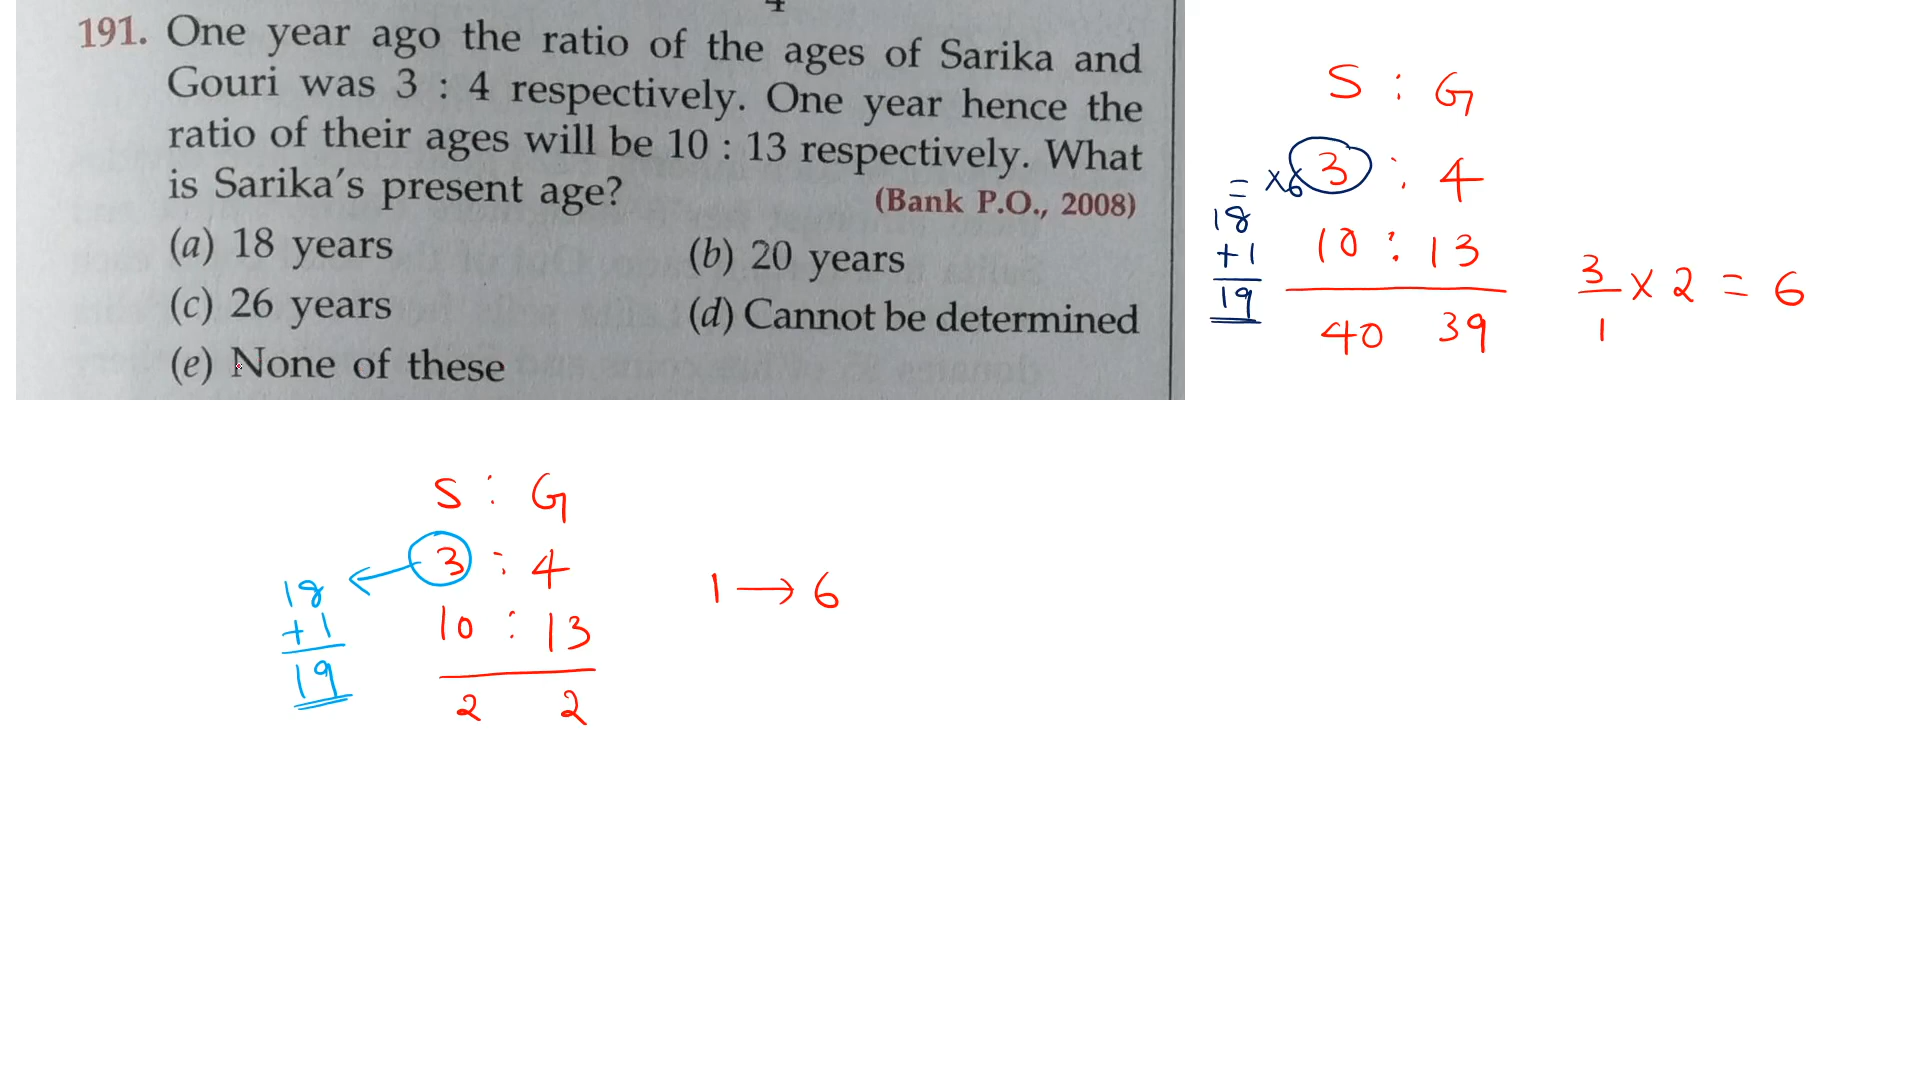 191. One year ago the ratio of the ages of Sarika and
Gouri was 3 : 4 respectively. One year hence the
ratio of their ages will be 10 : 13 respectively. What
is Sarika's present age? (Bank P.O., 2008)
(a) 18 years (b) 20 years
(c) 26 years (d) Cannot be determined
(e) None of these
S : G
= ×6 3 : 4
18
+1 10 : 13
19
40 39
3/1 × 2 = 6
S : G
3 : 4
18
+1 10 : 13
19
2 2
1 → 6